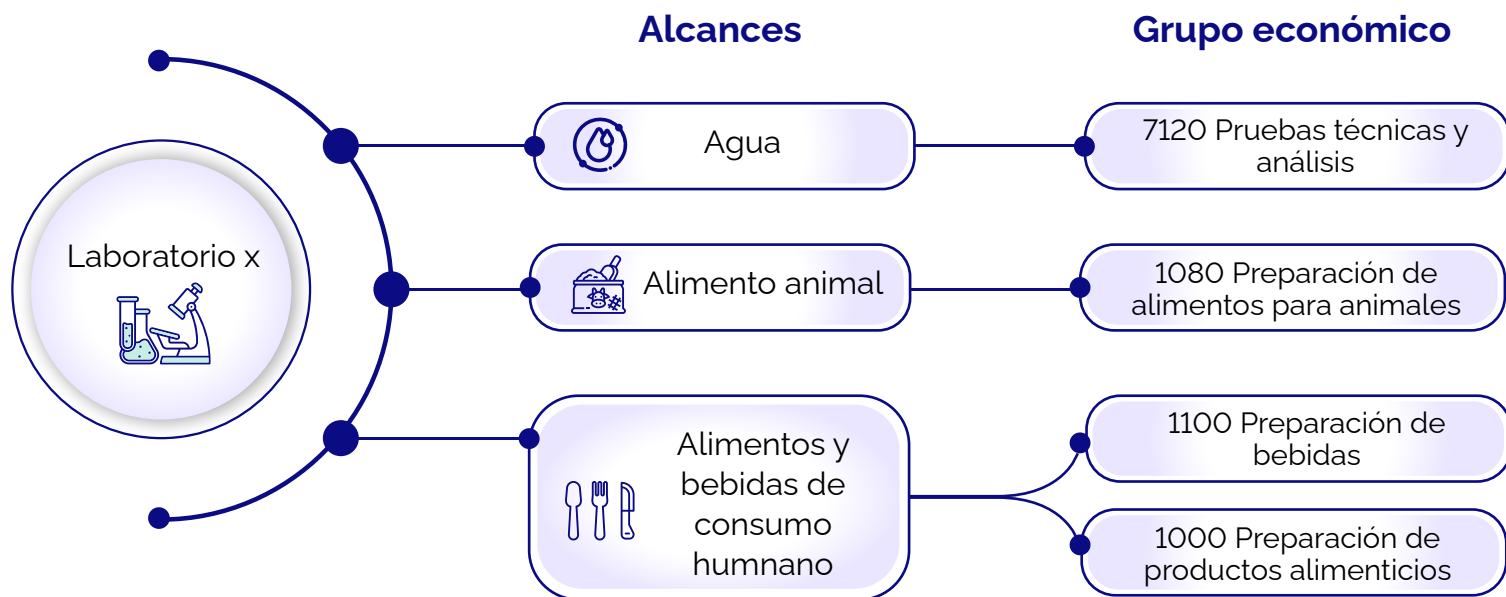 Alcances
Grupo económico
Laboratorio x
Agua
7120 Pruebas técnicas y
análisis
Alimento animal
1080 Preparación de
alimentos para animales
Alimentos y
bebidas de
consumo
humnano
1100 Preparación de
bebidas
1000 Preparación de
productos alimenticios